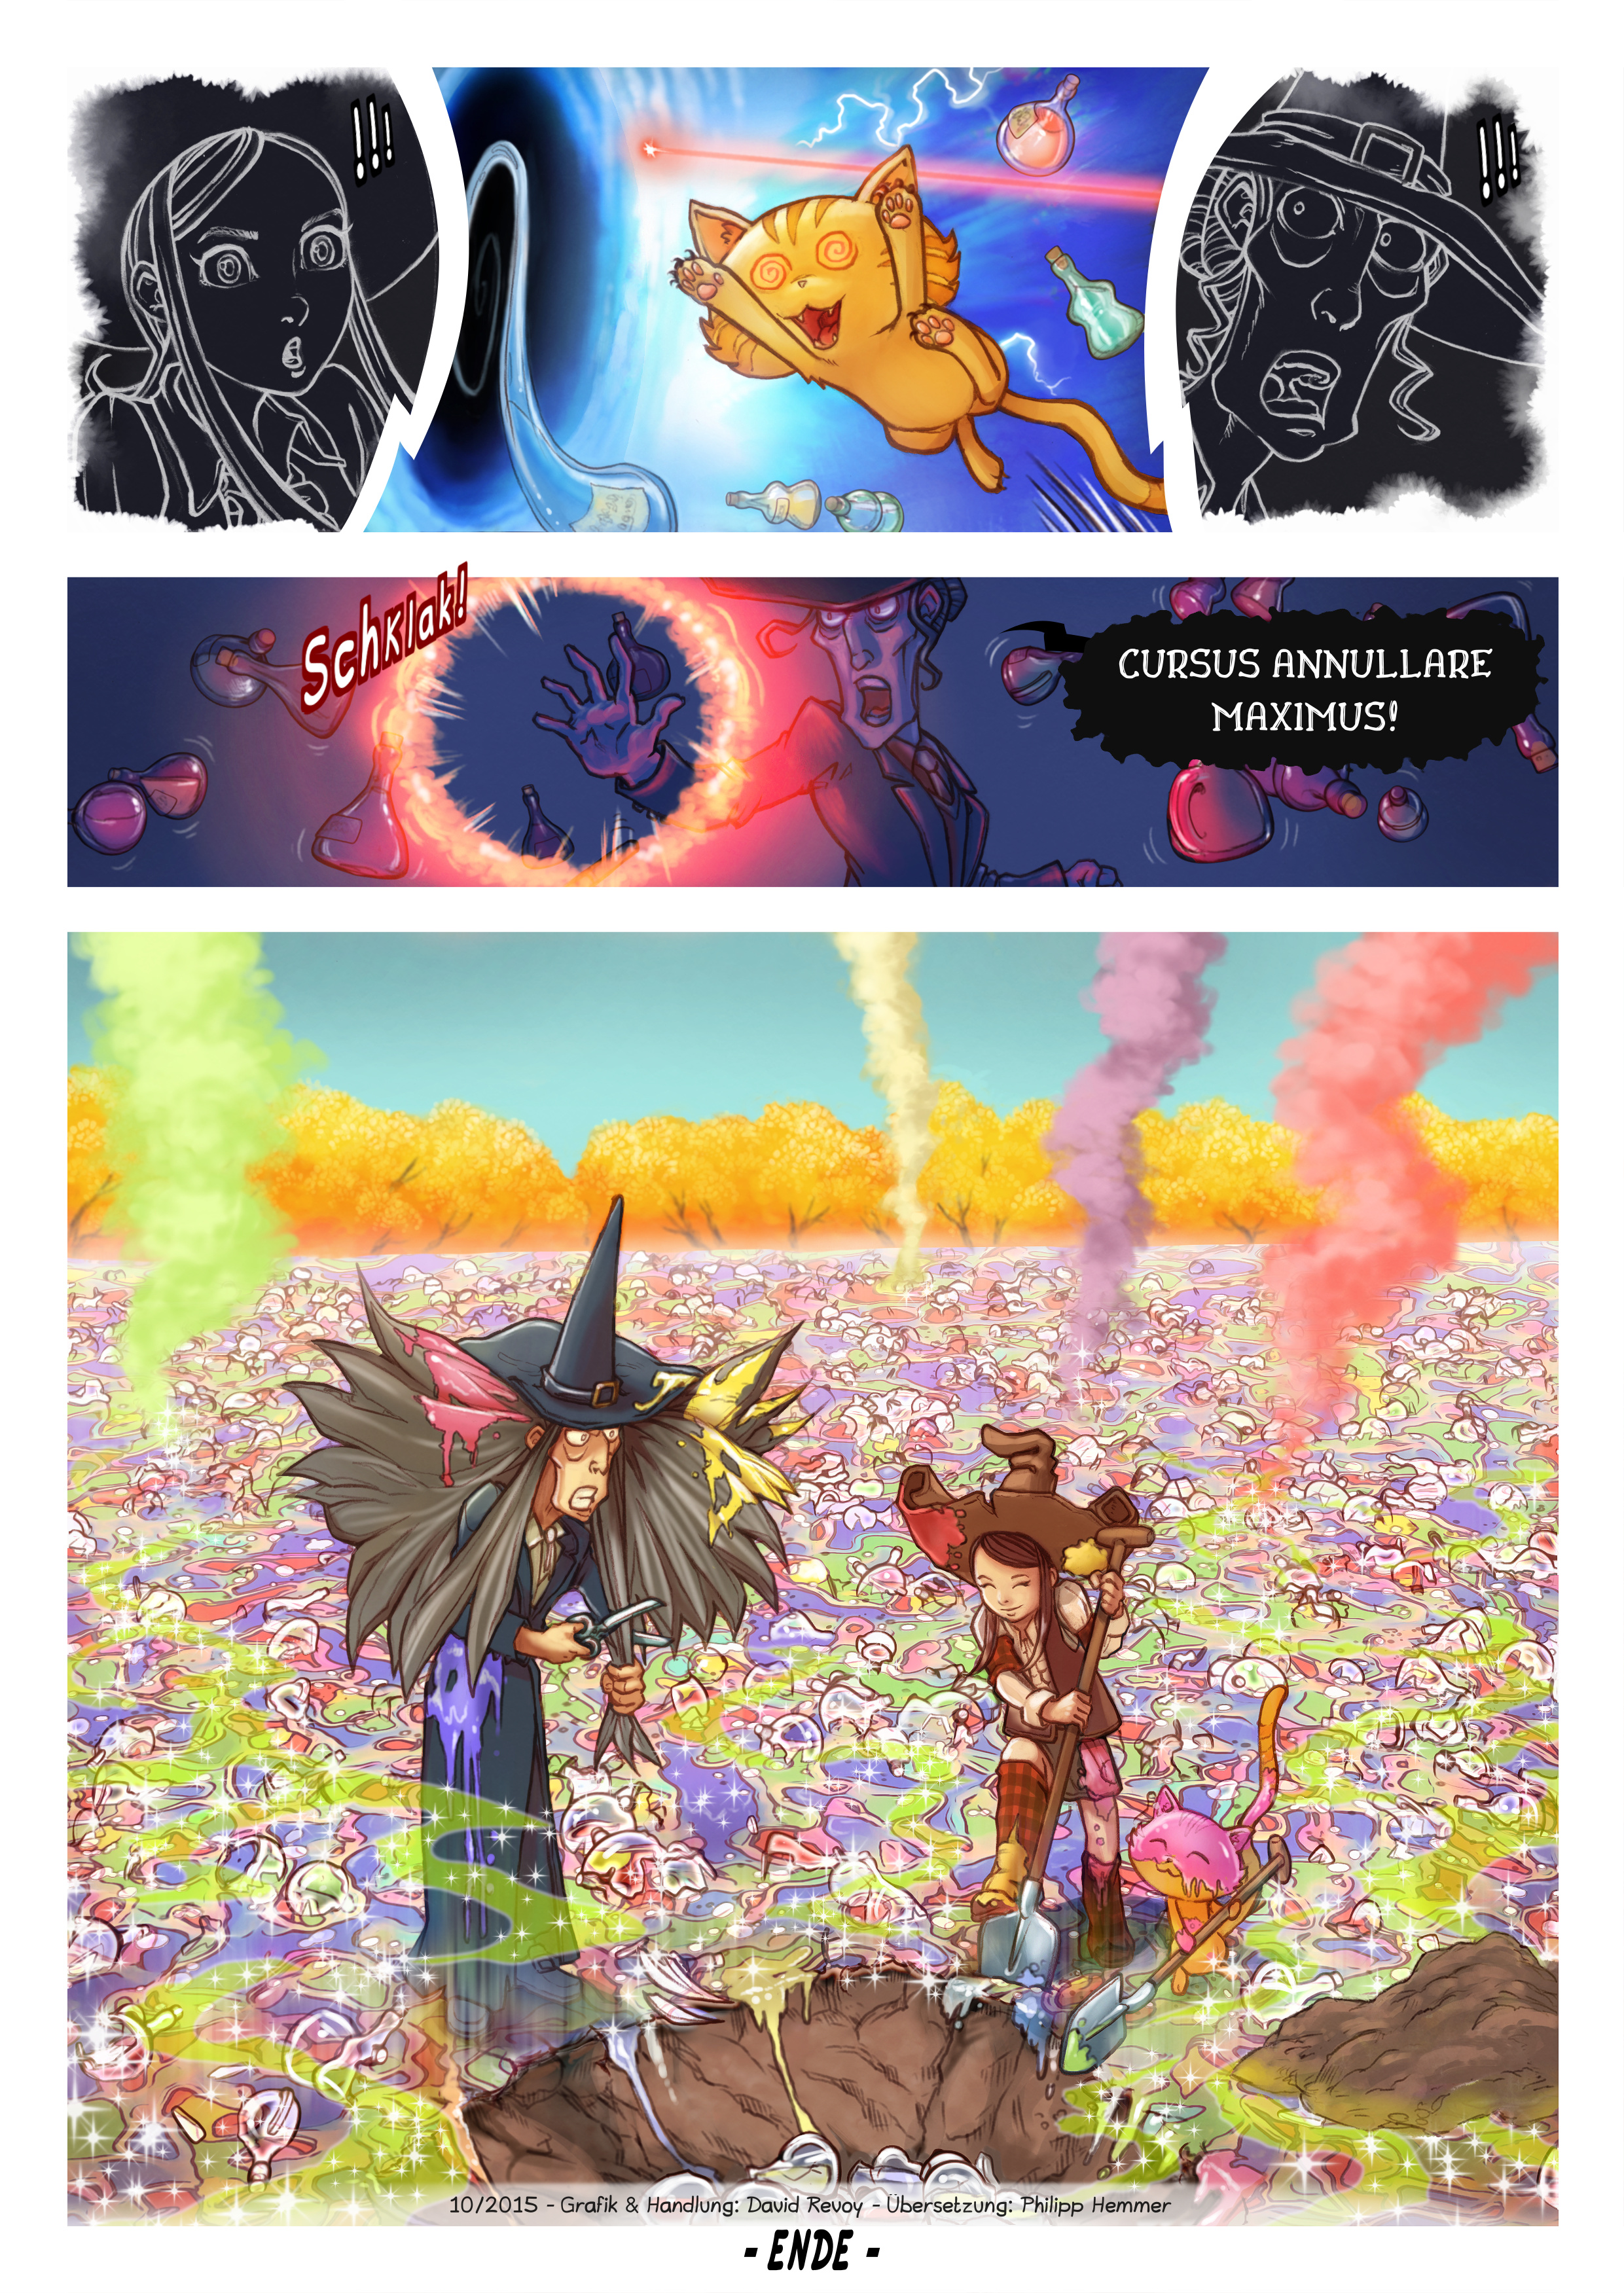 !!!
!!!
Schklak!
CURSUS ANNULLARE
MAXIMUS!
10/2015 - Grafik & Handlung: David Revoy - Übersetzung: Philipp Hemmer
- ENDE -